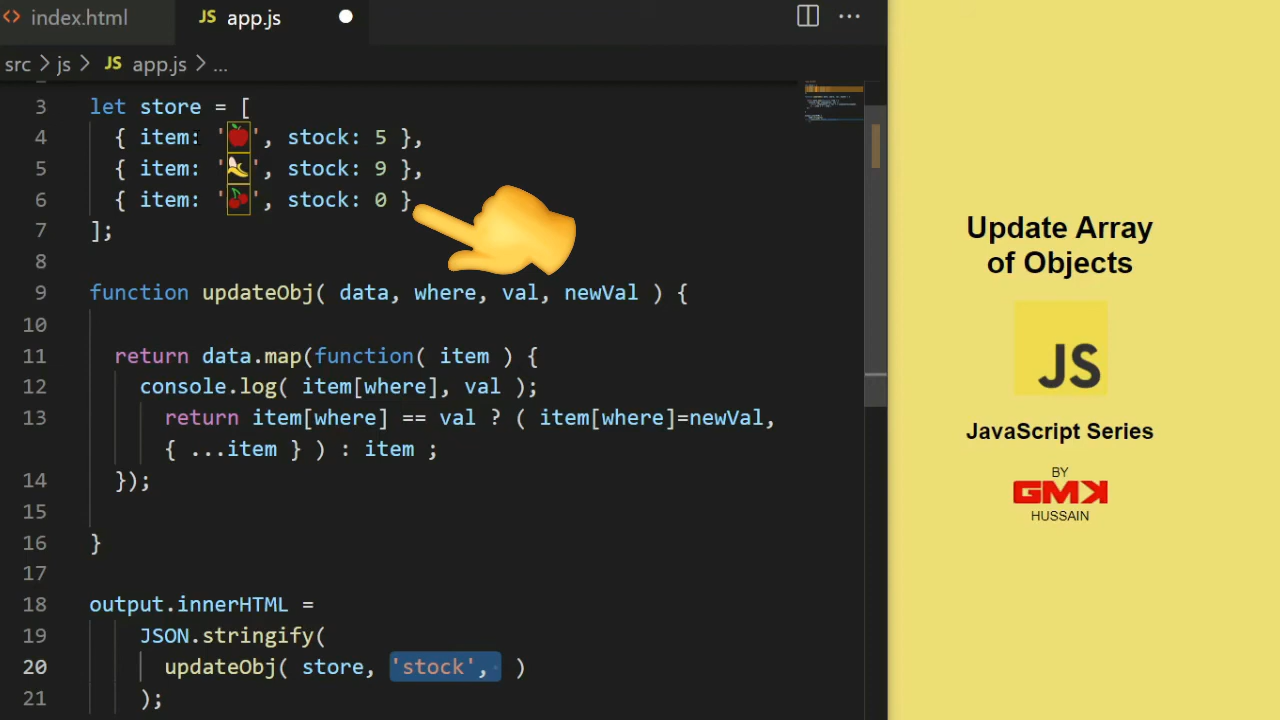 index.html
JS app.js
src > js > JS app.js > ...
3 let store = [
4 { item: '🍎', stock: 5 },
5 { item: '🍌', stock: 9 },
6 { item: '🍒', stock: 0 }
7 ];
8
9 function updateObj( data, where, val, newVal ) {
10
11 return data.map(function( item ) {
12 console.log( item[where], val );
13 return item[where] == val ? ( item[where]=newVal,
{ ...item } ) : item ;
14 });
15
16 }
17
18 output.innerHTML =
19 JSON.stringify(
20 updateObj( store, 'stock', )
21 );
Update Array
of Objects
JS
JavaScript Series
BY
GMK
HUSSAIN